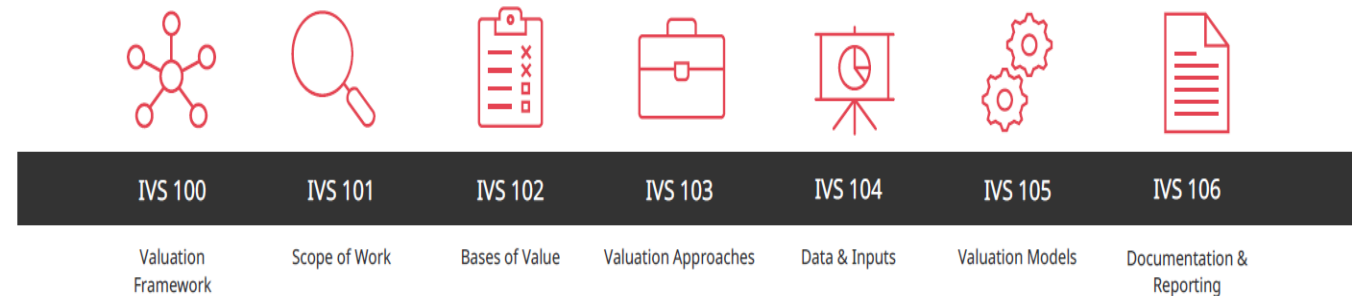 IVS 100 IVS 101 IVS 102 IVS 103 IVS 104 IVS 105 IVS 106
Valuation Framework
Scope of Work
Bases of Value
Valuation Approaches
Data & Inputs
Valuation Models
Documentation & Reporting